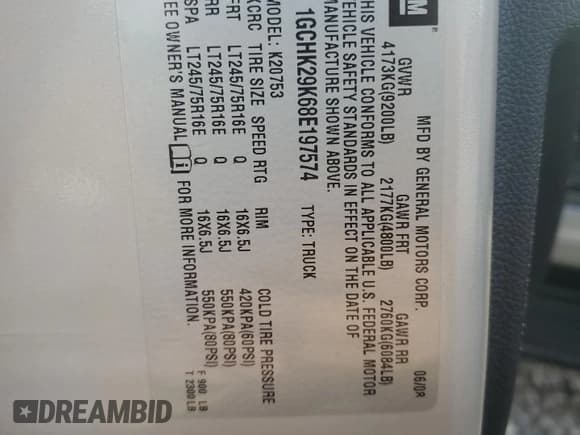 GM ®
MFD BY GENERAL MOTORS CORP. 06/08
GVWR GAWR FRT GAWR RR
4173KG(9200LB) 2177KG(4800LB) 2760KG(6084LB)
THIS VEHICLE CONFORMS TO ALL APPLICABLE U.S. FEDERAL MOTOR
VEHICLE SAFETY STANDARDS IN EFFECT ON THE DATE OF
MANUFACTURE SHOWN ABOVE.
1GCHK29K68E197574 TYPE: TRUCK
MODEL: K20753
TIRE SIZE SPEED RTG RIM COLD TIRE PRESSURE
FRT LT245/75R16E Q 16X6.5J 420KPA(60PSI)
RR LT245/75R16E Q 16X6.5J 550KPA(80PSI)
SPA LT245/75R16E Q 16X6.5J 550KPA(80PSI)
SEE OWNER'S MANUAL i FOR MORE INFORMATION.
F 900 LB
T 2300 LB
DREAMBID